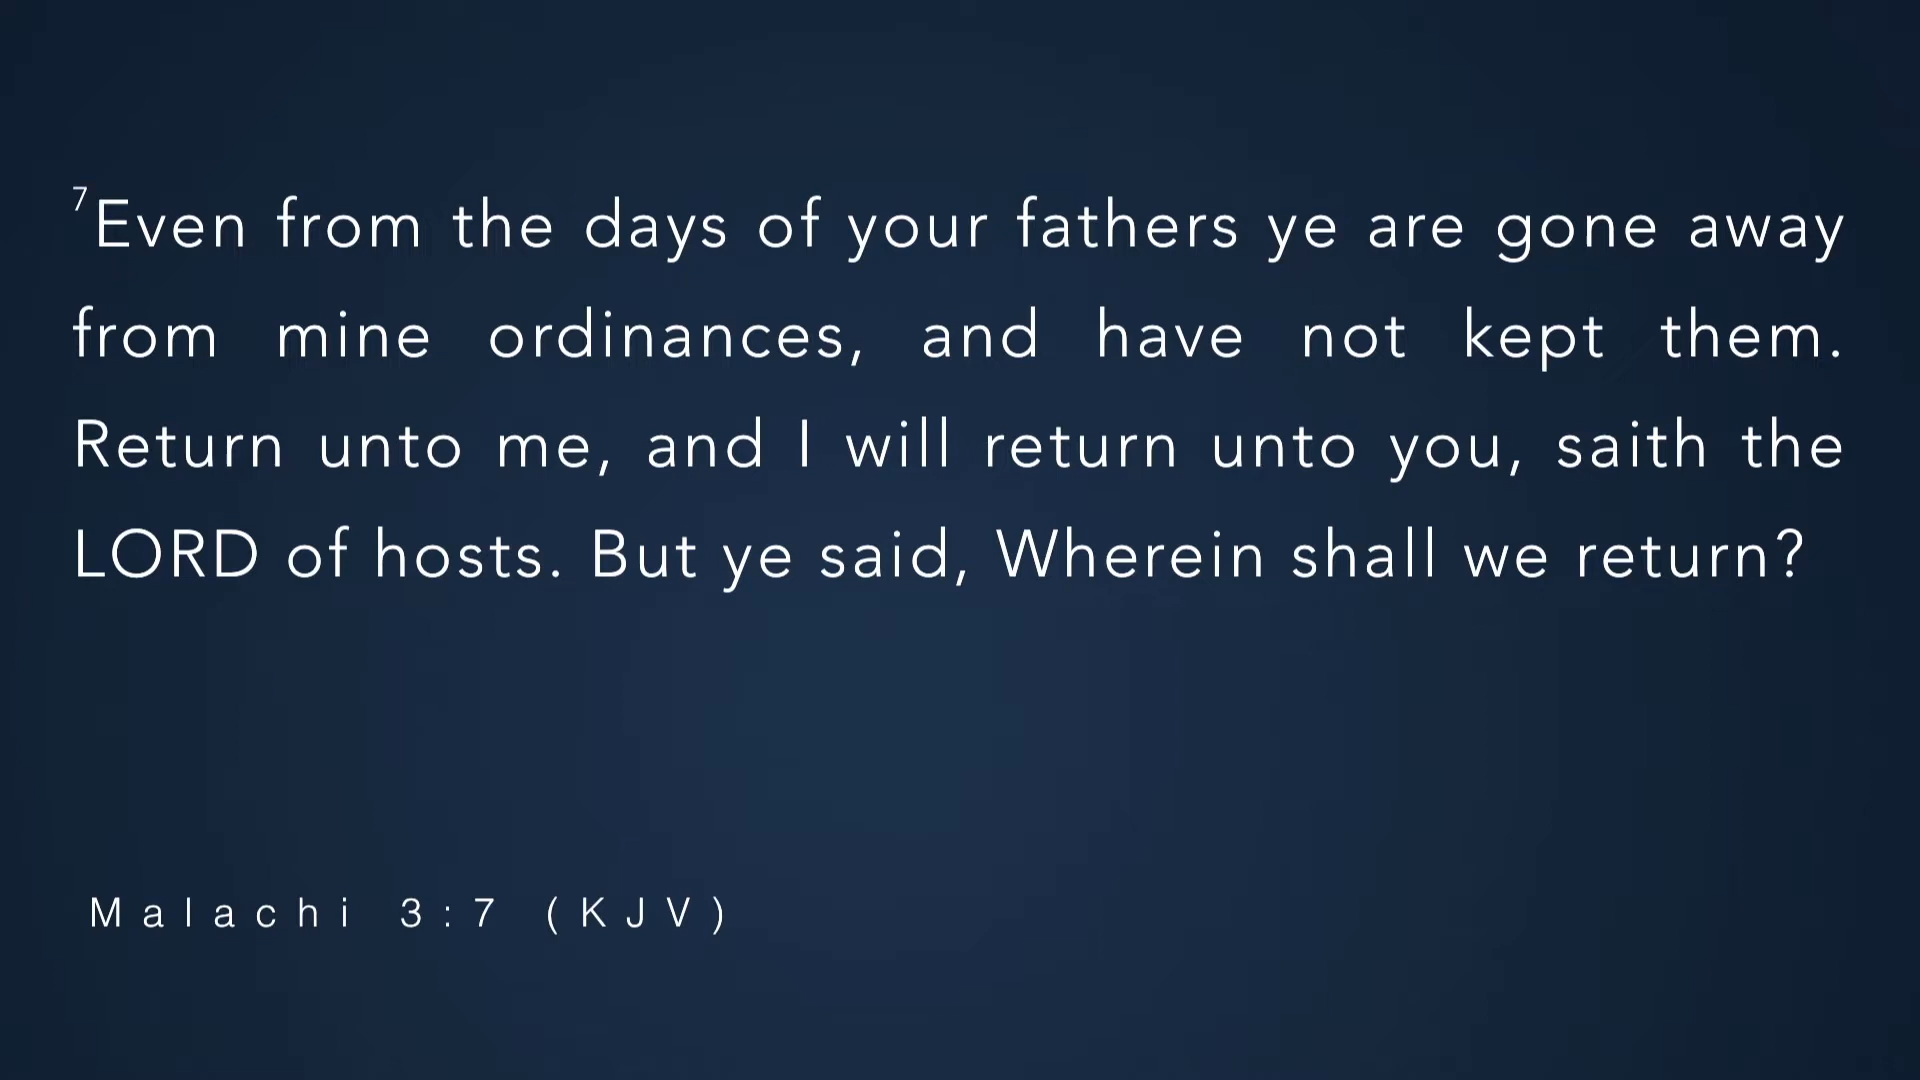 7Even from the days of your fathers ye are gone away
from mine ordinances, and have not kept them.
Return unto me, and I will return unto you, saith the
LORD of hosts. But ye said, Wherein shall we return?
Malachi 3:7 (KJV)